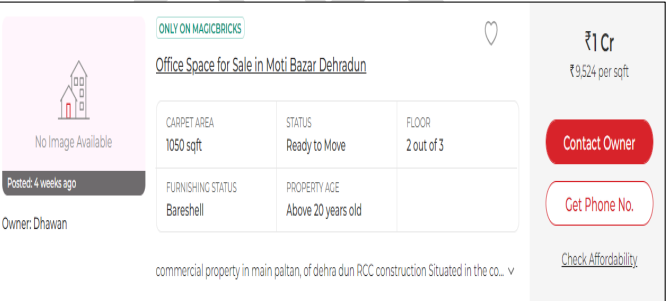 ONLY ON MAGICBRICKS
Office Space for Sale in Moti Bazar Dehradun
No Image Available
Posted: 4 weeks ago
Owner: Dhawan
CARPET AREA
1050 sqft
STATUS
Ready to Move
FLOOR
2 out of 3
FURNISHING STATUS
Bareshell
PROPERTY AGE
Above 20 years old
commercial property in main paltan, of dehra dun RCC construction Situated in the co...
₹1 Cr
₹9,524 per sqft
Contact Owner
Get Phone No.
Check Affordability